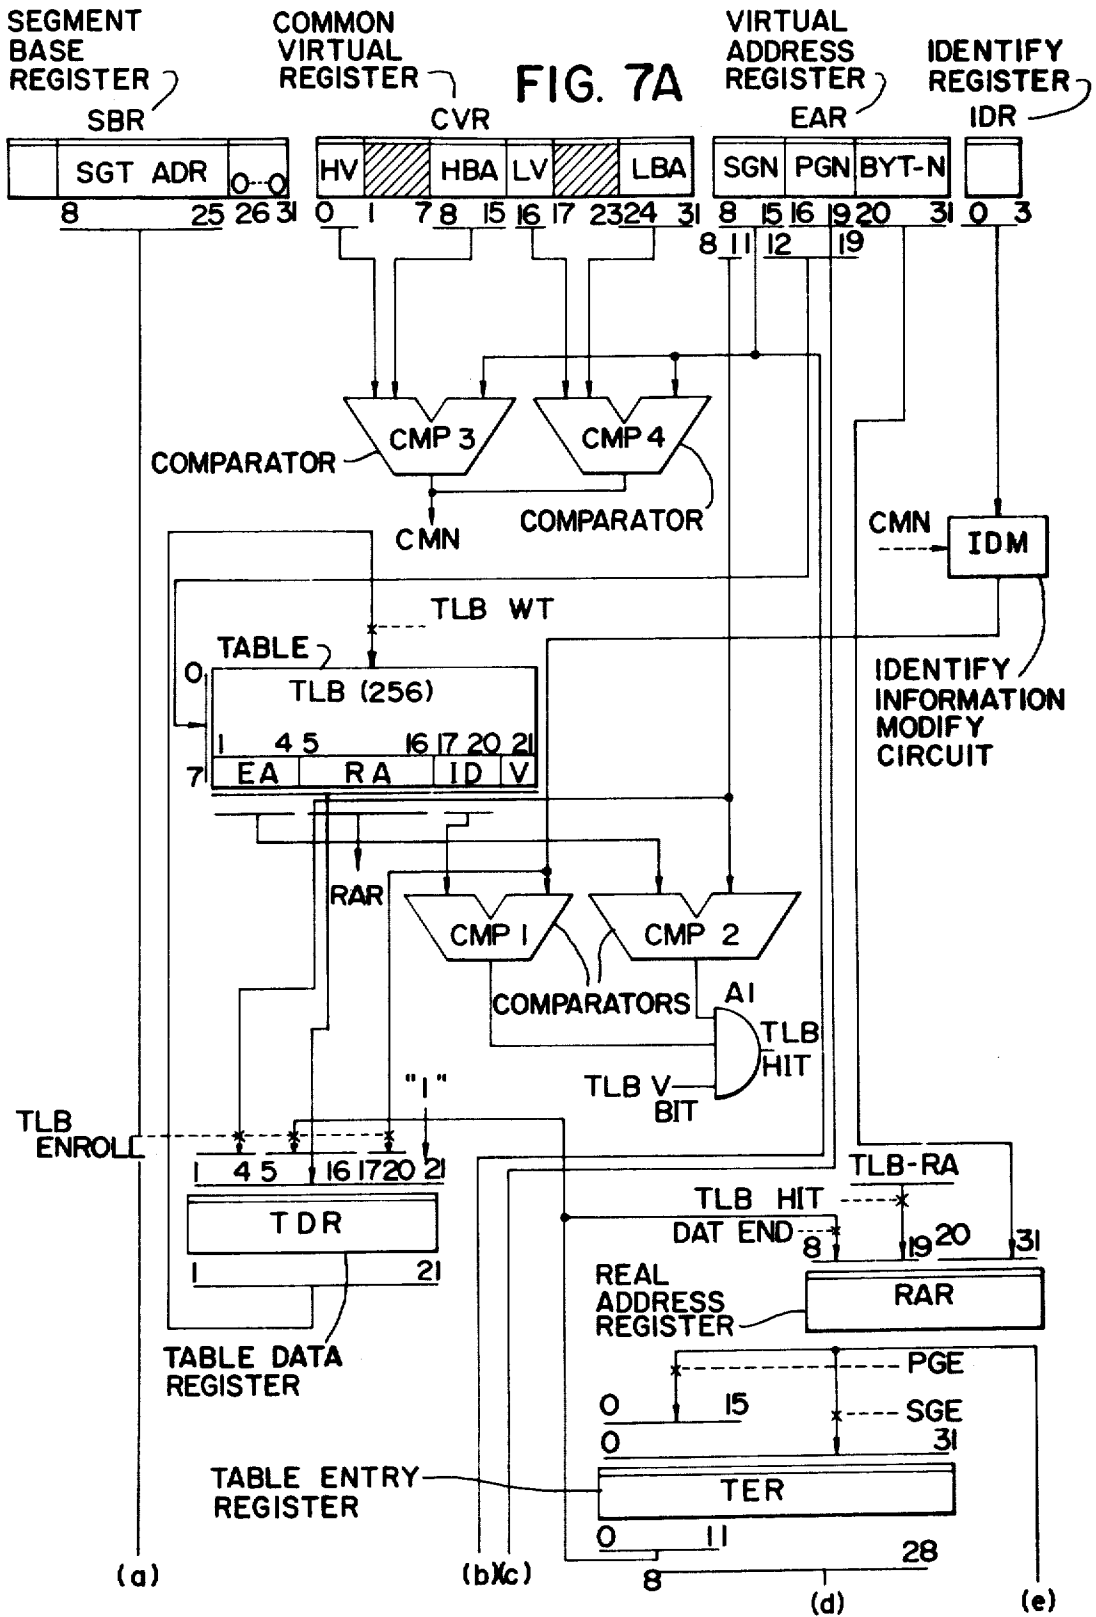 SEGMENT
BASE
REGISTER
SBR
COMMON
VIRTUAL
REGISTER
CVR
FIG. 7A
VIRTUAL
ADDRESS
REGISTER
EAR
IDENTIFY
REGISTER
IDR
SGT ADR
0---0
HV
HBA
LV
LBA
SGN
PGN
BYT-N
8 25 26 31
0 1 7 8 15 16 17 23 24 31
8 15 16 19 20 31
0 3
8 11 12 19
CMP 3
CMP 4
COMPARATOR
COMPARATOR
CMN
CMN
IDM
TLB WT
TABLE
0
TLB (256)
IDENTIFY
INFORMATION
MODIFY
CIRCUIT
1 4 5 16 17 20 21
7
EA
RA
ID
V
RAR
CMP 1
CMP 2
COMPARATORS
A1
TLB
HIT
TLB V
BIT
"1"
TLB
ENROLL
1 4 5 16 17 20 21
TDR
1 21
TABLE DATA
REGISTER
TLB-RA
TLB HIT
DAT END
8 19 20 31
REAL
ADDRESS
REGISTER
RAR
PGE
0 15
SGE
0 31
TABLE ENTRY
REGISTER
TER
0 11
8 28
(a)
(b)
(c)
(d)
(e)